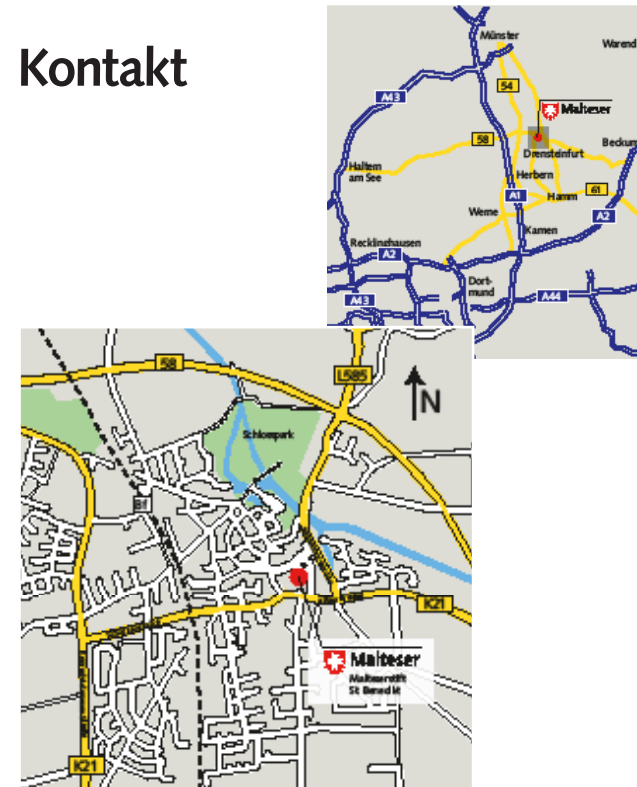 Kontakt
Münster
Warend
A43
54
Malteser
58
Drensteinfurt
Beckum
Haltern
am See
Herbern
Hamm
61
A1
Werne
A2
Kamen
Recklinghausen
A2
Dort-
mund
A43
A44
58
L585
N
Schlosspark
Bf
K21
Malteser
Malteserstift
St. Benedikt
K21